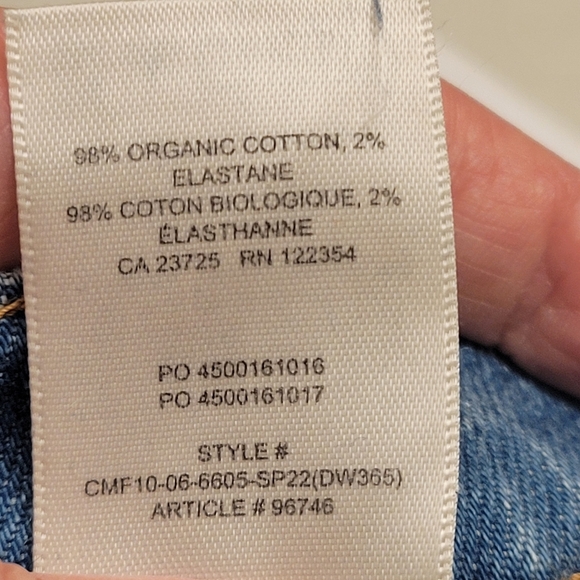 98% ORGANIC COTTON, 2%
ELASTANE
98% COTON BIOLOGIQUE, 2%
ÉLASTHANNE
CA 23725 RN 122354
PO 4500161016
PO 4500161017
STYLE #
CMF10-06-6605-SP22(DW365)
ARTICLE # 96746